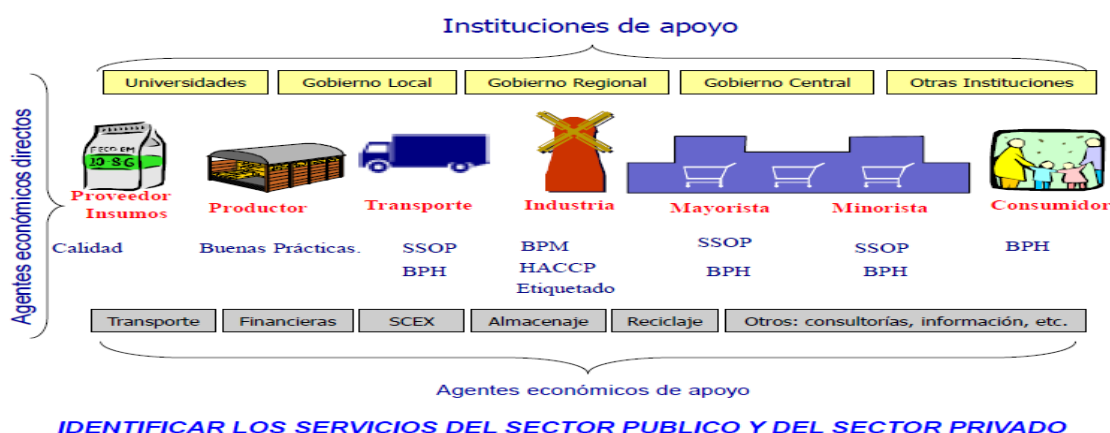 Instituciones de apoyo
Universidades
Gobierno Local
Gobierno Regional
Gobierno Central
Otras Instituciones
Agentes económicos directos
Proveedor
Insumos
Productor
Transporte
Industria
Mayorista
Minorista
Consumidor
Calidad
Buenas Prácticas.
SSOP
BPH
BPM
HACCP
Etiquetado
SSOP
BPH
SSOP
BPH
BPH
Transporte
Financieras
SCEX
Almacenaje
Reciclaje
Otros: consultorías, información, etc.
Agentes económicos de apoyo
IDENTIFICAR LOS SERVICIOS DEL SECTOR PUBLICO Y DEL SECTOR PRIVADO